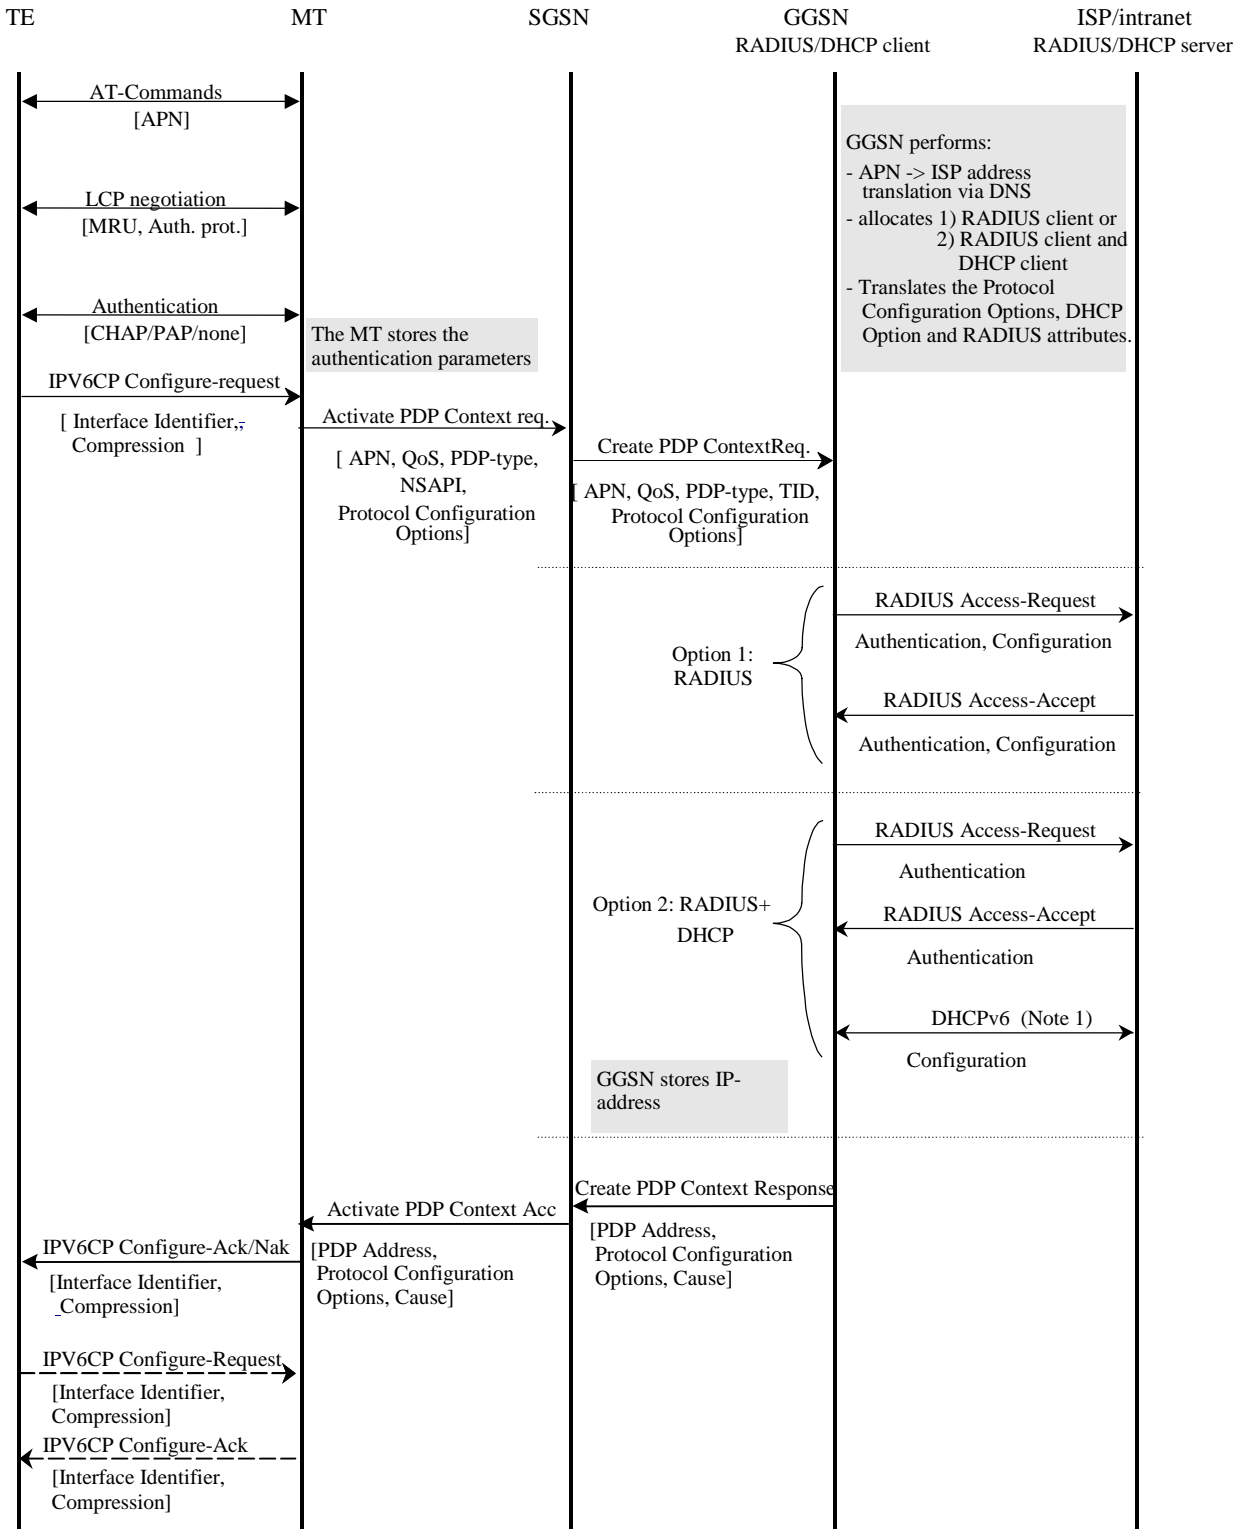 TE
MT
SGSN
GGSN
ISP/intranet
RADIUS/DHCP client
RADIUS/DHCP server
AT-Commands
[APN]
GGSN performs:
- APN -> ISP address
translation via DNS
- allocates 1) RADIUS client or
2) RADIUS client and
DHCP client
- Translates the Protocol
Configuration Options, DHCP
Option and RADIUS attributes.
LCP negotiation
[MRU, Auth. prot.]
Authentication
[CHAP/PAP/none]
The MT stores the
authentication parameters
IPV6CP Configure-request
[ Interface Identifier,,
Compression ]
Activate PDP Context req.
[ APN, QoS, PDP-type,
NSAPI,
Protocol Configuration
Options]
Create PDP ContextReq.
[ APN, QoS, PDP-type, TID,
Protocol Configuration
Options]
RADIUS Access-Request
Authentication, Configuration
Option 1:
RADIUS
RADIUS Access-Accept
Authentication, Configuration
RADIUS Access-Request
Authentication
Option 2: RADIUS+
DHCP
RADIUS Access-Accept
Authentication
DHCPv6 (Note 1)
Configuration
GGSN stores IP-
address
Create PDP Context Response
[PDP Address,
Protocol Configuration
Options, Cause]
Activate PDP Context Acc
[PDP Address,
Protocol Configuration
Options, Cause]
IPV6CP Configure-Ack/Nak
[Interface Identifier,
Compression]
IPV6CP Configure-Request
[Interface Identifier,
Compression]
IPV6CP Configure-Ack
[Interface Identifier,
Compression]